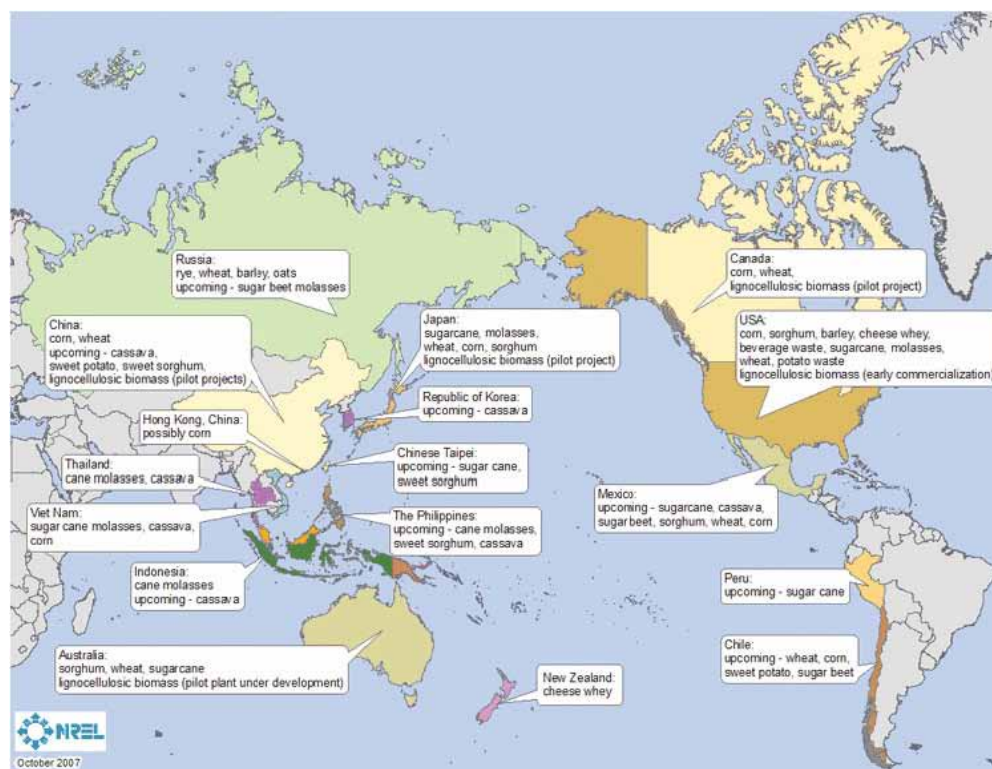 Russia:
rye, wheat, barley, oats
upcoming - sugar beet molasses
Canada:
corn, wheat,
lignocellulosic biomass (pilot project)
China:
corn, wheat
upcoming - cassava,
sweet potato, sweet sorghum,
lignocellulosic biomass (pilot projects)
Japan:
sugarcane, molasses,
wheat, corn, sorghum
lignocellulosic biomass (pilot project)
USA:
corn, sorghum, barley, cheese whey,
beverage waste, sugarcane, molasses,
wheat, potato waste
lignocellulosic biomass (early commercialization)
Republic of Korea:
upcoming - cassava
Hong Kong, China:
possibly corn
Chinese Taipei:
upcoming - sugar cane,
sweet sorghum
Thailand:
cane molasses, cassava
Viet Nam:
sugar cane molasses, cassava,
corn
The Philippines:
upcoming - cane molasses,
sweet sorghum, cassava
Mexico:
upcoming - sugarcane, cassava,
sugar beet, sorghum, wheat, corn
Indonesia:
cane molasses
upcoming - cassava
Peru:
upcoming - sugar cane
Australia:
sorghum, wheat, sugarcane
lignocellulosic biomass (pilot plant under development)
New Zealand:
cheese whey
Chile:
upcoming - wheat, corn,
sweet potato, sugar beet
NREL
October 2007